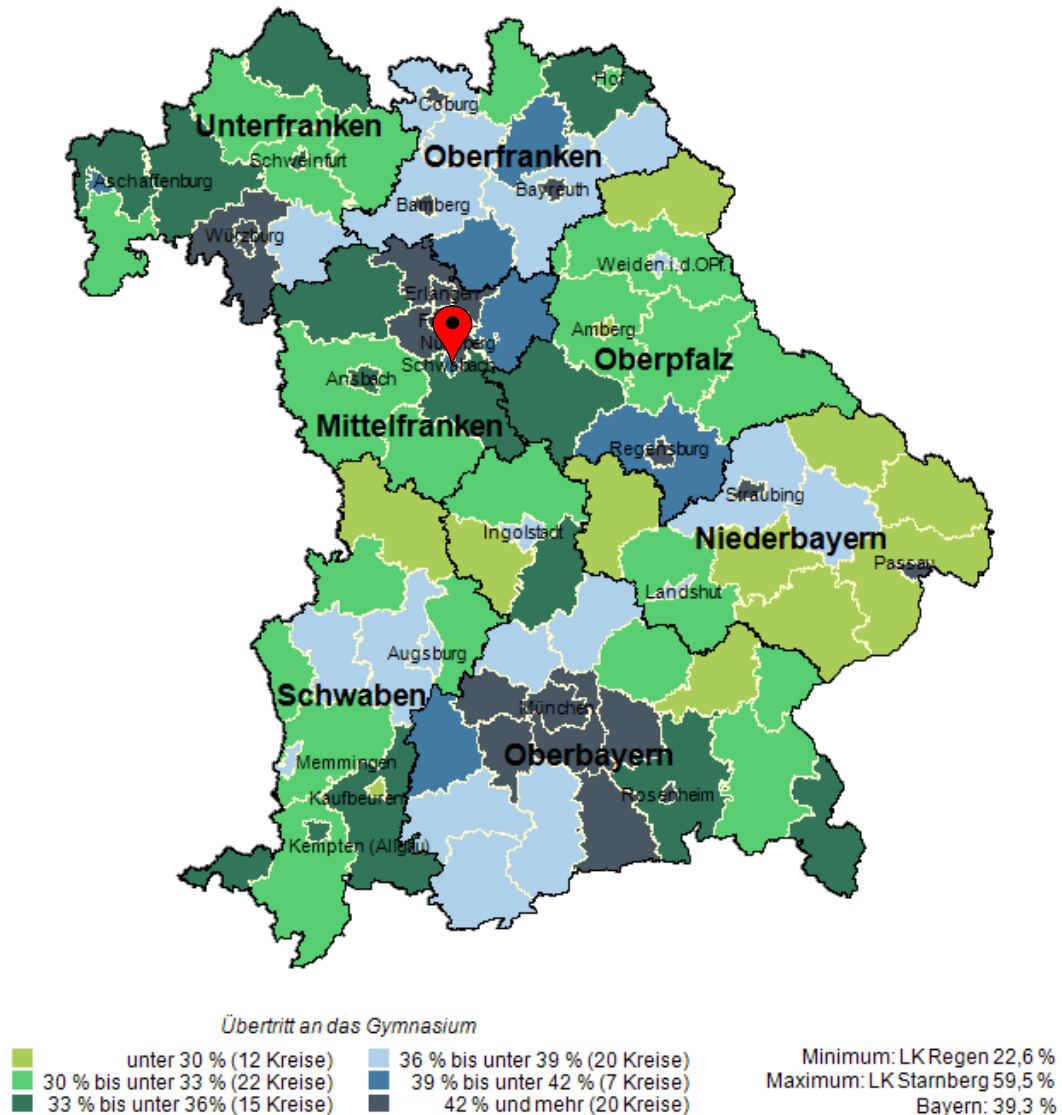 Hof
Coburg
Unterfranken
Oberfranken
Schweinfurt
Aschaffenburg
Bayreuth
Bamberg
Würzburg
Weiden i.d.OPf.
Erlangen
Amberg
Oberpfalz
Schwabach
Ansbach
Mittelfranken
Regensburg
Straubing
Ingolstadt
Niederbayern
Passau
Landshut
Augsburg
Schwaben
München
Oberbayern
Memmingen
Kaufbeuren
Rosenheim
Kempten (Allgäu)
Übertritt an das Gymnasium
unter 30 % (12 Kreise)
30 % bis unter 33 % (22 Kreise)
33 % bis unter 36% (15 Kreise)
36 % bis unter 39 % (20 Kreise)
39 % bis unter 42 % (7 Kreise)
42 % und mehr (20 Kreise)
Minimum: LK Regen 22,6 %
Maximum: LK Starnberg 59,5 %
Bayern: 39,3 %